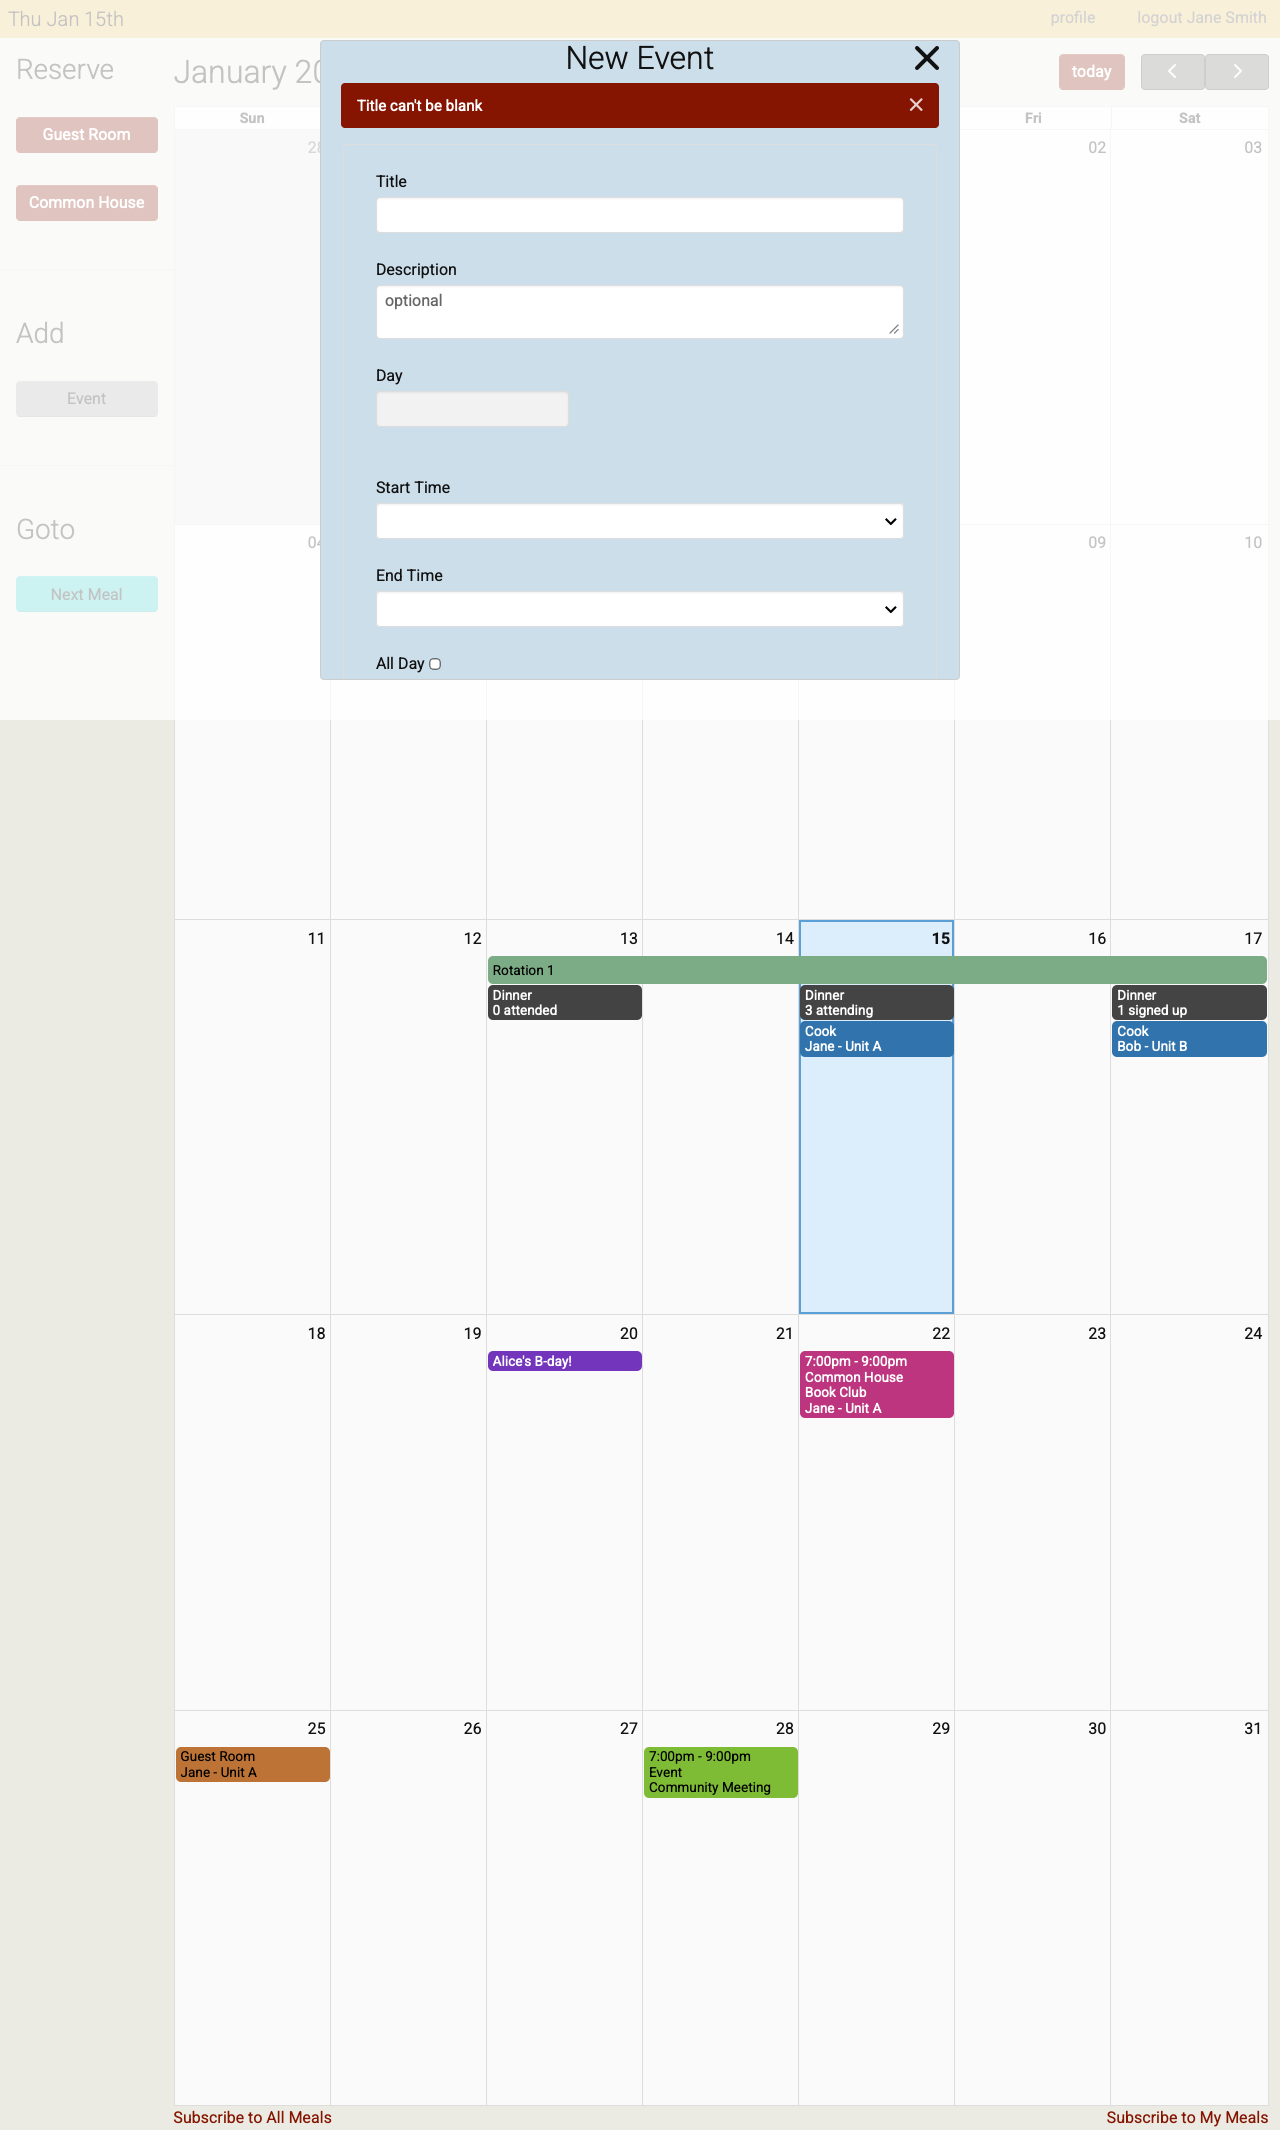 Thu Jan 15th
profile
logout Jane Smith
Reserve
Guest Room
Common House
Add
Event
Goto
Next Meal
January 20
today
New Event
Title can't be blank
Title
Description
optional
Day
Start Time
End Time
All Day
Sun
Fri
Sat
02
03
09
10
11
12
13
14
15
16
17
Rotation 1
Dinner
0 attended
Dinner
3 attending
Cook
Jane - Unit A
Dinner
1 signed up
Cook
Bob - Unit B
18
19
20
21
22
23
24
Alice's B-day!
7:00pm - 9:00pm
Common House
Book Club
Jane - Unit A
25
26
27
28
29
30
31
Guest Room
Jane - Unit A
7:00pm - 9:00pm
Event
Community Meeting
Subscribe to All Meals
Subscribe to My Meals